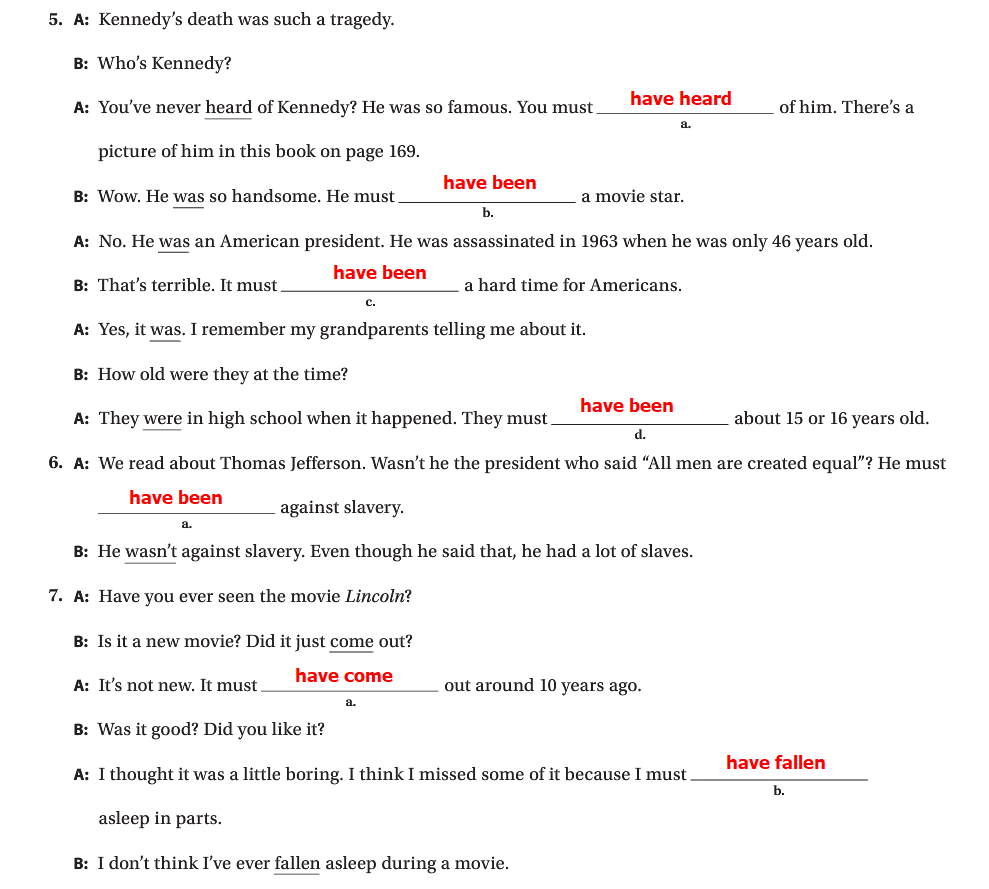 5. A: Kennedy’s death was such a tragedy.
B: Who’s Kennedy?
A: You’ve never heard of Kennedy? He was so famous. You must have heard of him. There’s a
a.
picture of him in this book on page 169.
B: Wow. He was so handsome. He must have been a movie star.
b.
A: No. He was an American president. He was assassinated in 1963 when he was only 46 years old.
B: That’s terrible. It must have been a hard time for Americans.
c.
A: Yes, it was. I remember my grandparents telling me about it.
B: How old were they at the time?
A: They were in high school when it happened. They must have been about 15 or 16 years old.
d.
6. A: We read about Thomas Jefferson. Wasn’t he the president who said “All men are created equal”? He must
have been against slavery.
a.
B: He wasn’t against slavery. Even though he said that, he had a lot of slaves.
7. A: Have you ever seen the movie Lincoln?
B: Is it a new movie? Did it just come out?
A: It’s not new. It must have come out around 10 years ago.
a.
B: Was it good? Did you like it?
A: I thought it was a little boring. I think I missed some of it because I must have fallen
b.
asleep in parts.
B: I don’t think I’ve ever fallen asleep during a movie.